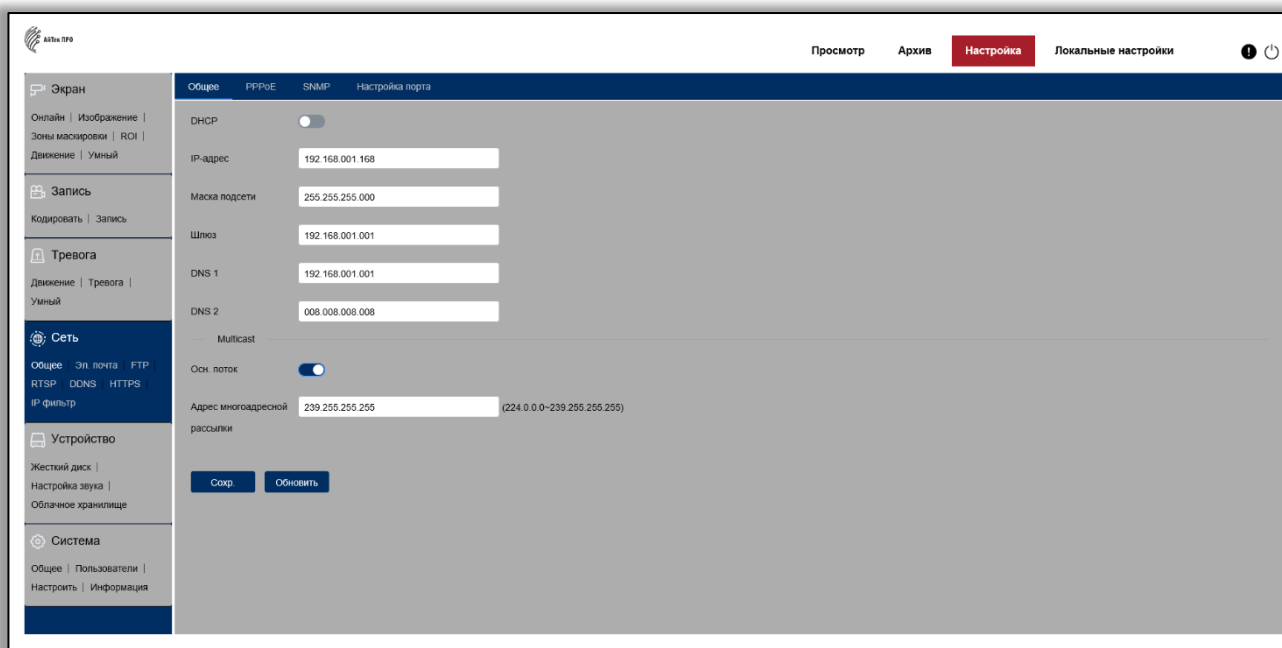 АйТек ПРО
Просмотр Архив Настройка Локальные настройки
Экран
Онлайн | Изображение |
Зоны маскировки | ROI |
Движение | Умный
Запись
Кодировать | Запись
Тревога
Движение | Тревога |
Умный
Сеть
Общее | Эл. почта | FTP |
RTSP | DDNS | HTTPS |
IP фильтр
Устройство
Жесткий диск |
Настройка звука |
Облачное хранилище
Система
Общее | Пользователи |
Настроить | Информация
Общее PPPoE SNMP Настройка порта
DHCP
IP-адрес 192.168.001.168
Маска подсети 255.255.255.000
Шлюз 192.168.001.001
DNS 1 192.168.001.001
DNS 2 008.008.008.008
Multicast
Осн. поток
Адрес многоадресной 239.255.255.255 (224.0.0.0~239.255.255.255)
рассылки
Сохр. Обновить